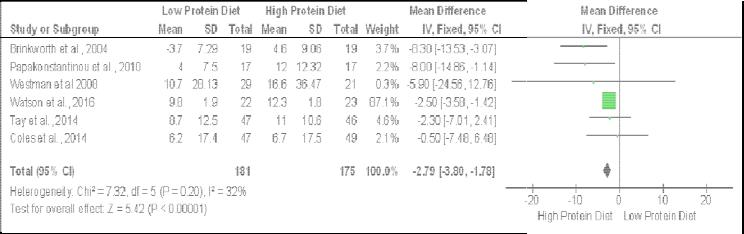 Low Protein Diet High Protein Diet Mean Difference Mean Difference
Study or Subgroup Mean SD Total Mean SD Total Weight IV, Fixed, 95% CI IV, Fixed, 95% CI
Brinkworth et al., 2004 -3.7 7.29 19 4.6 9.06 19 3.7% -8.30 [-13.53, -3.07]
Papakonstantinou et al., 2010 4 7.5 17 12 12.32 17 -8.00 [-14.86, -1.14]
Westman et al 2008 10.7 28.13 29 16.6 36.47 21 -5.90 [-24.56, 12.76]
Watson et al., 2016 9.8 1.9 22 12.3 1.8 23 87.1% -2.50 [-3.58, -1.42]
Tay et al., 2014 8.7 12.5 47 11 10.6 46 4.6% -2.30 [-7.01, 2.41]
Coles et al., 2014 6.2 17.4 47 6.7 17.5 49 2.1% -0.50 [-7.48, 6.48]
Total (95% CI) 181 175 100.0% -2.79 [-3.80, -1.78]
Heterogeneity: Chi² = 7.32, df = 5 (P = 0.20); I² = 32%
Test for overall effect: Z = 5.42 (P < 0.00001)
-20 -10 0 10 20
High Protein Diet Low Protein Diet